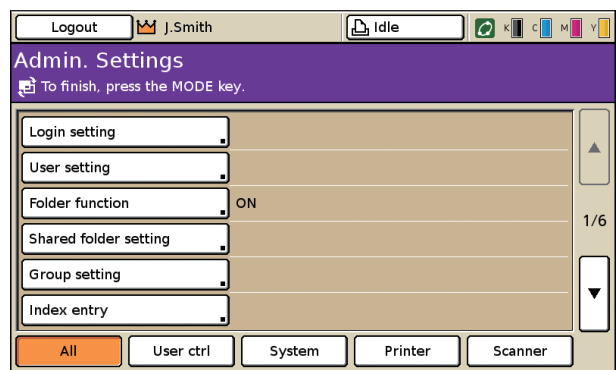 Logout J.Smith Idle K C M Y
Admin. Settings
To finish, press the MODE key.
Login setting
User setting
Folder function ON
Shared folder setting
Group setting
Index entry
1/6
All User ctrl System Printer Scanner